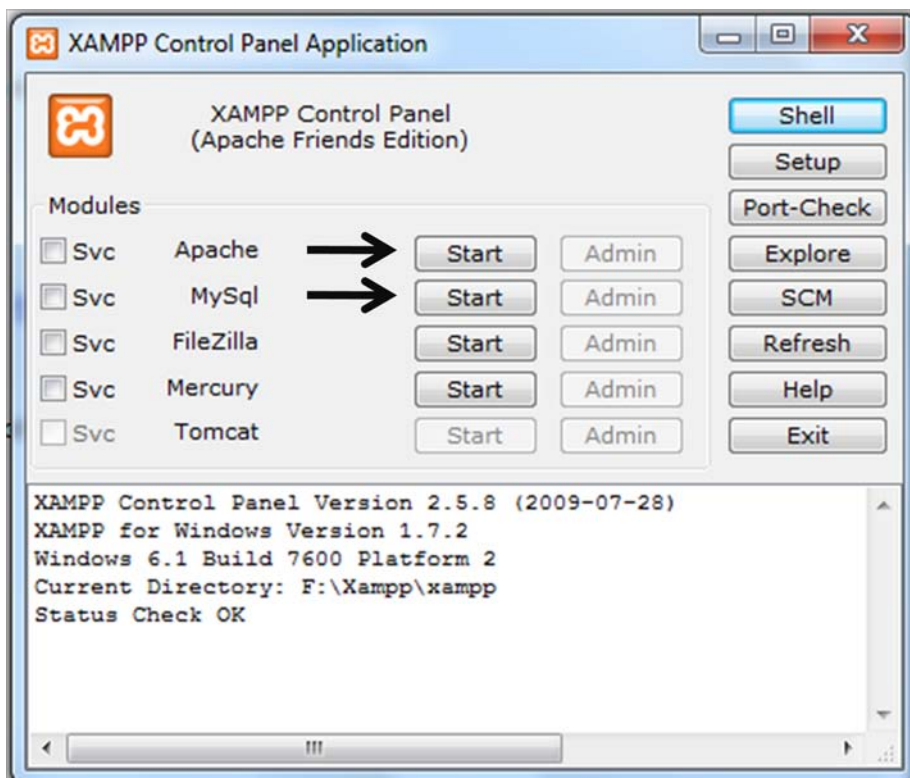 XAMPP Control Panel Application
XAMPP Control Panel
(Apache Friends Edition)
Shell
Setup
Port-Check
Explore
SCM
Refresh
Help
Exit
Modules
Svc Apache Start Admin
Svc MySql Start Admin
Svc FileZilla Start Admin
Svc Mercury Start Admin
Svc Tomcat Start Admin
XAMPP Control Panel Version 2.5.8 (2009-07-28)
XAMPP for Windows Version 1.7.2
Windows 6.1 Build 7600 Platform 2
Current Directory: F:\Xampp\xampp
Status Check OK